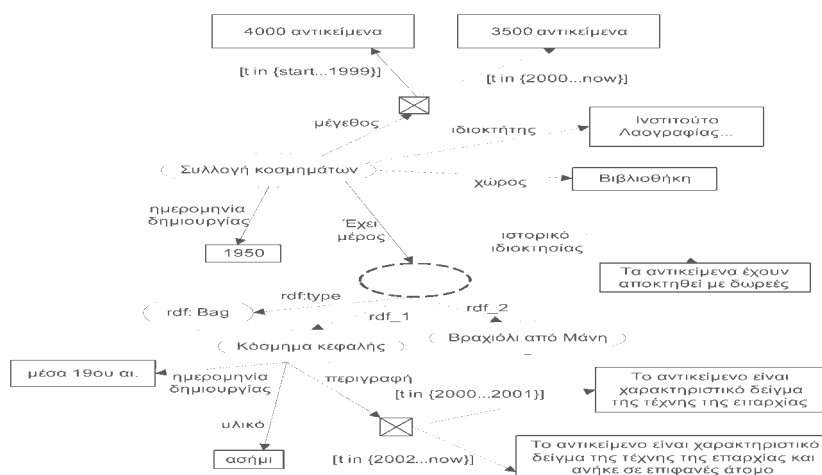 4000 αντικείμενα
3500 αντικείμενα
[t in {start...1999}]
[t in {2000...now}]
μέγεθος
ιδιοκτήτης
Ινστιτούτο
Λαογραφίας...
Συλλογή κοσμημάτων
χώρος
Βιβλιοθήκη
ημερομηνία
δημιουργίας
Έχει
μέρος
ιστορικό
ιδιοκτησίας
1950
Τα αντικείμενα έχουν
αποκτηθεί με δωρεές
rdf:type
rdf: Bag
rdf_1
rdf_2
Κόσμημα κεφαλής
Βραχιόλι από Μάνη
μέσα 19ου αι.
ημερομηνία
δημιουργίας
περιγραφή
[t in {2000...2001}]
Το αντικείμενο είναι
χαρακτηριστικό δείγμα
της τέχνης της επαρχίας
υλικό
ασήμι
[t in {2002...now}]
Το αντικείμενο είναι χαρακτηριστικό
δείγμα της τέχνης της επαρχίας και
ανήκε σε επιφανές άτομο